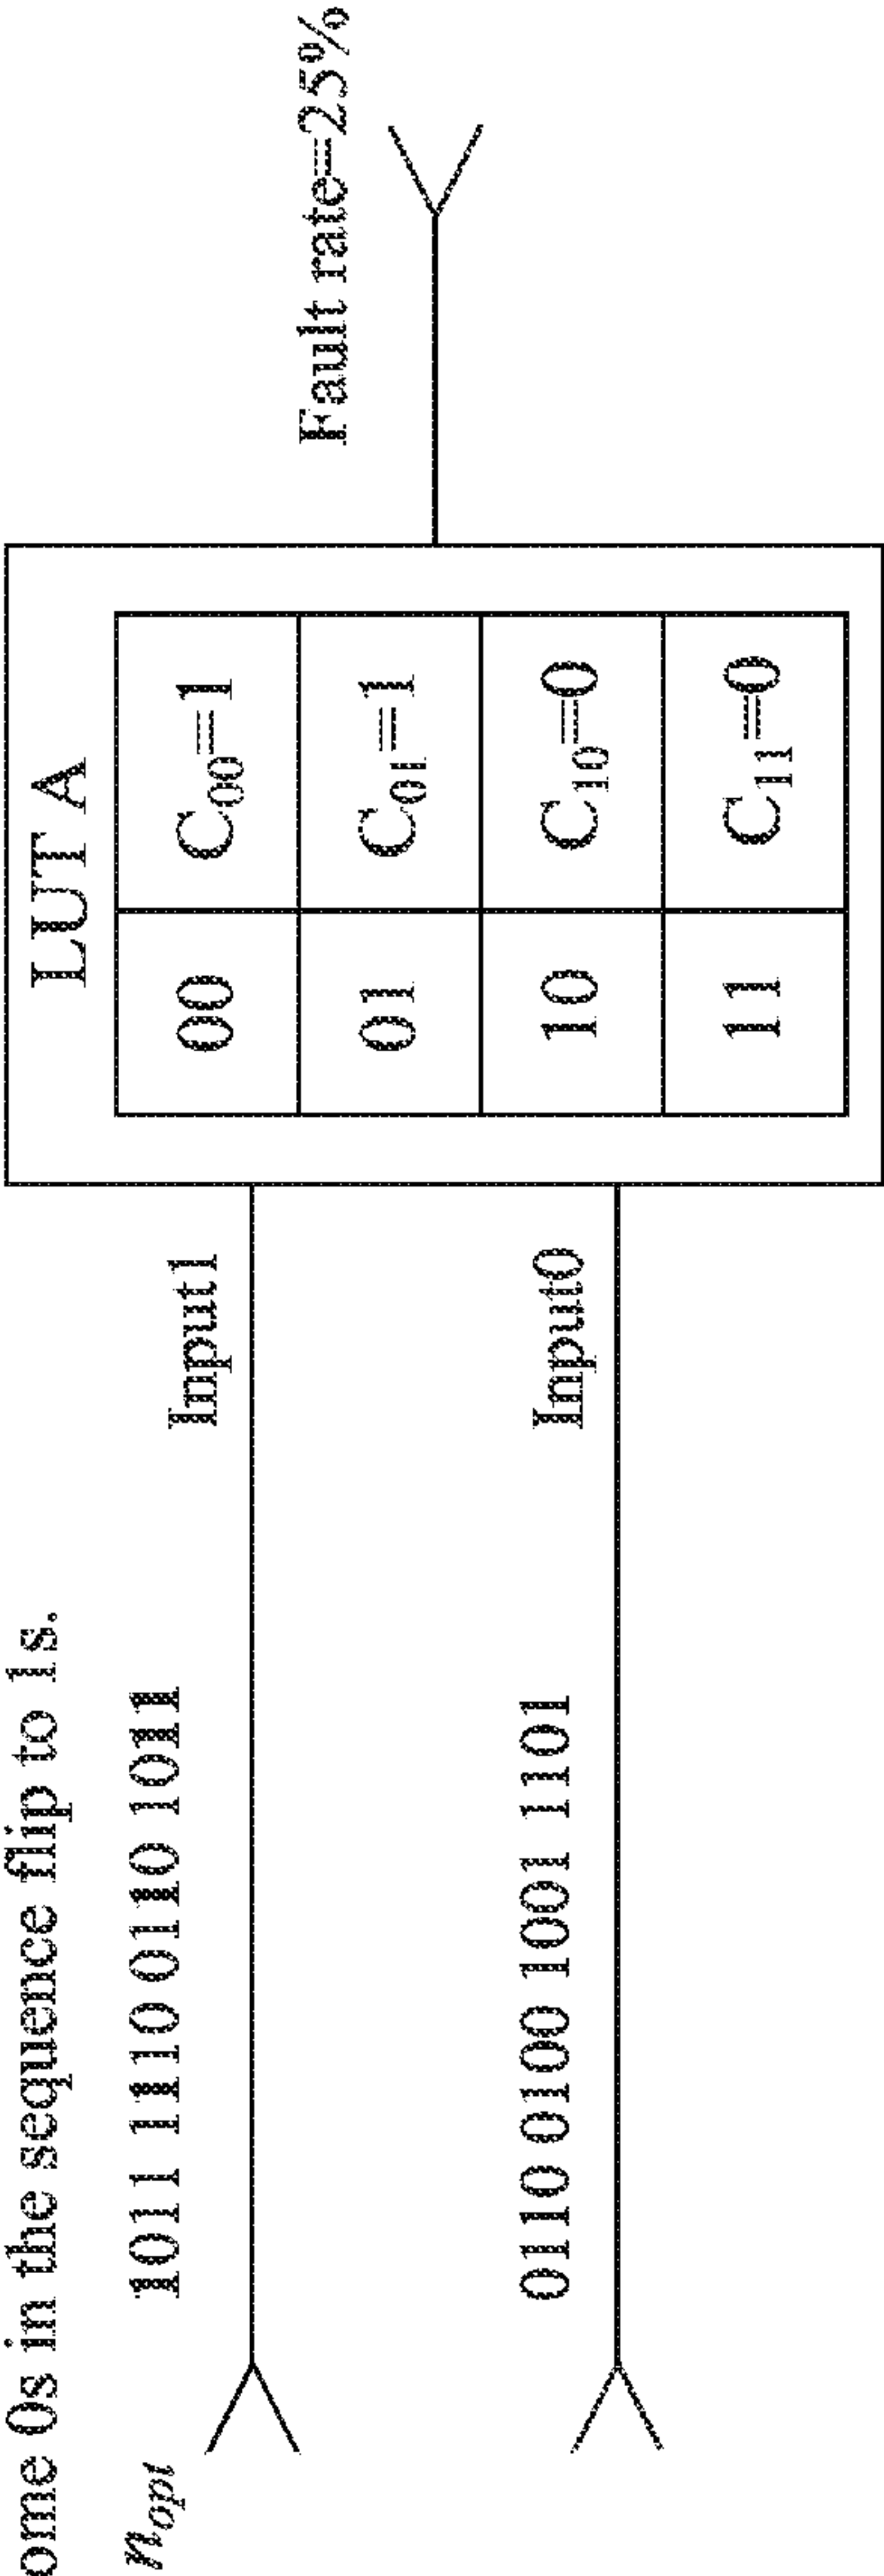 ome 0s in the sequence flip to 1s.
n_opt
1011 1110 0110 1011
Input1
0110 0100 1001 1101
Input0
LUT A
00 C00=1
01 C01=1
10 C10=0
11 C11=0
Fault rate=25%